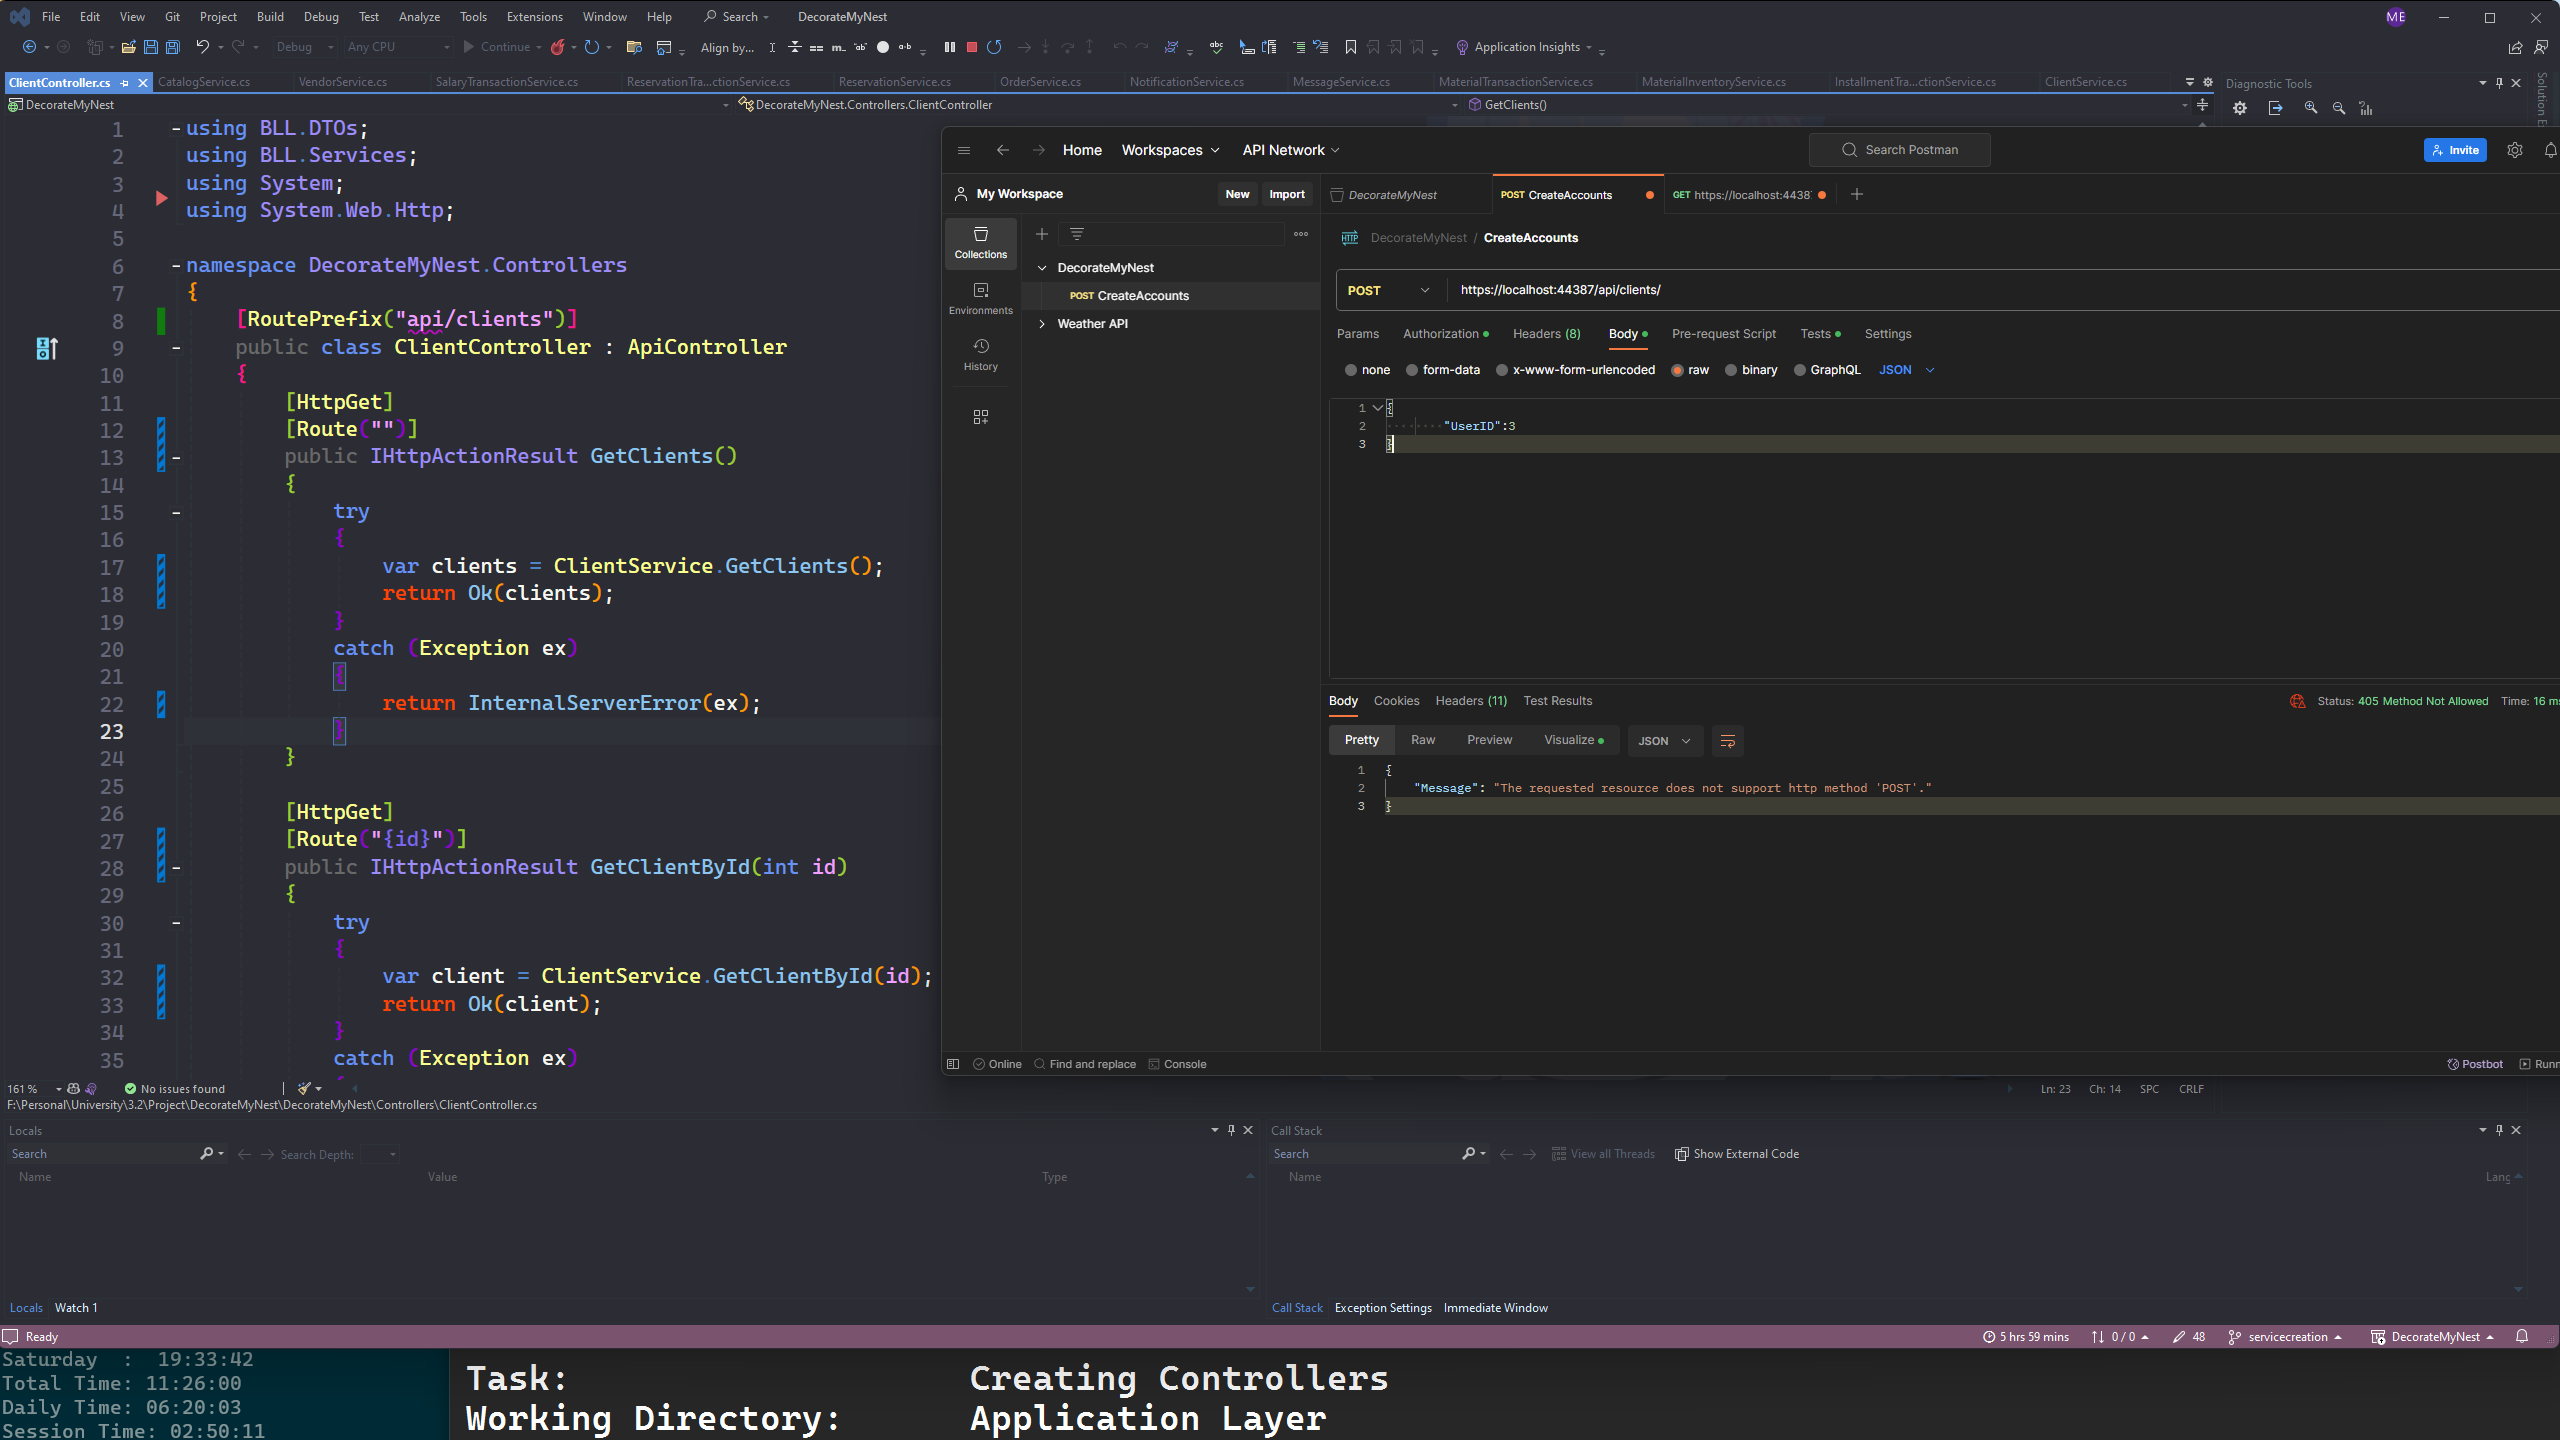 File Edit View Git Project Build Debug Test Analyze Tools Extensions Window Help Search DecorateMyNest ME
Debug Any CPU Continue Align by... Application Insights
ClientController.cs CatalogService.cs VendorService.cs SalaryTransactionService.cs ReservationTra...ctionService.cs ReservationService.cs OrderService.cs NotificationService.cs MessageService.cs MaterialTransactionService.cs MaterialInventoryService.cs InstallmentTra...ctionService.cs ClientService.cs Diagnostic Tools
DecorateMyNest DecorateMyNest.Controllers.ClientController GetClients()
1 using BLL.DTOs;
2 using BLL.Services;
3 using System;
4 using System.Web.Http;
5
6 namespace DecorateMyNest.Controllers
7 {
8 [RoutePrefix("api/clients")]
9 public class ClientController : ApiController
10 {
11 [HttpGet]
12 [Route("")]
13 public IHttpActionResult GetClients()
14 {
15 try
16 {
17 var clients = ClientService.GetClients();
18 return Ok(clients);
19 }
20 catch (Exception ex)
21 {
22 return InternalServerError(ex);
23 }
24 }
25
26 [HttpGet]
27 [Route("{id}")]
28 public IHttpActionResult GetClientById(int id)
29 {
30 try
31 {
32 var client = ClientService.GetClientById(id);
33 return Ok(client);
34 }
35 catch (Exception ex)
Home Workspaces API Network Search Postman Invite
My Workspace New Import DecorateMyNest POST CreateAccounts GET https://localhost:4438
Collections
Environments
History
DecorateMyNest
POST CreateAccounts
Weather API
HTTP DecorateMyNest / CreateAccounts
POST https://localhost:44387/api/clients/
Params Authorization Headers (8) Body Pre-request Script Tests Settings
none form-data x-www-form-urlencoded raw binary GraphQL JSON
1 {
2 "UserID":3
3 }
Body Cookies Headers (11) Test Results Status: 405 Method Not Allowed Time: 16 ms
Pretty Raw Preview Visualize JSON
1 {
2 "Message": "The requested resource does not support http method 'POST'."
3 }
Online Find and replace Console Postbot Runn
161 % No issues found Ln: 23 Ch: 14 SPC CRLF
F:\Personal\University\3.2\Project\DecorateMyNest\DecorateMyNest\Controllers\ClientController.cs
Locals
Search Search Depth:
Name Value Type
Locals Watch 1
Call Stack
Search View all Threads Show External Code
Name Lang
Call Stack Exception Settings Immediate Window
Ready 5 hrs 59 mins 0 / 0 48 servicecreation DecorateMyNest
Saturday : 19:33:42
Total Time: 11:26:00
Daily Time: 06:20:03
Session Time: 02:50:11
Task: Creating Controllers
Working Directory: Application Layer